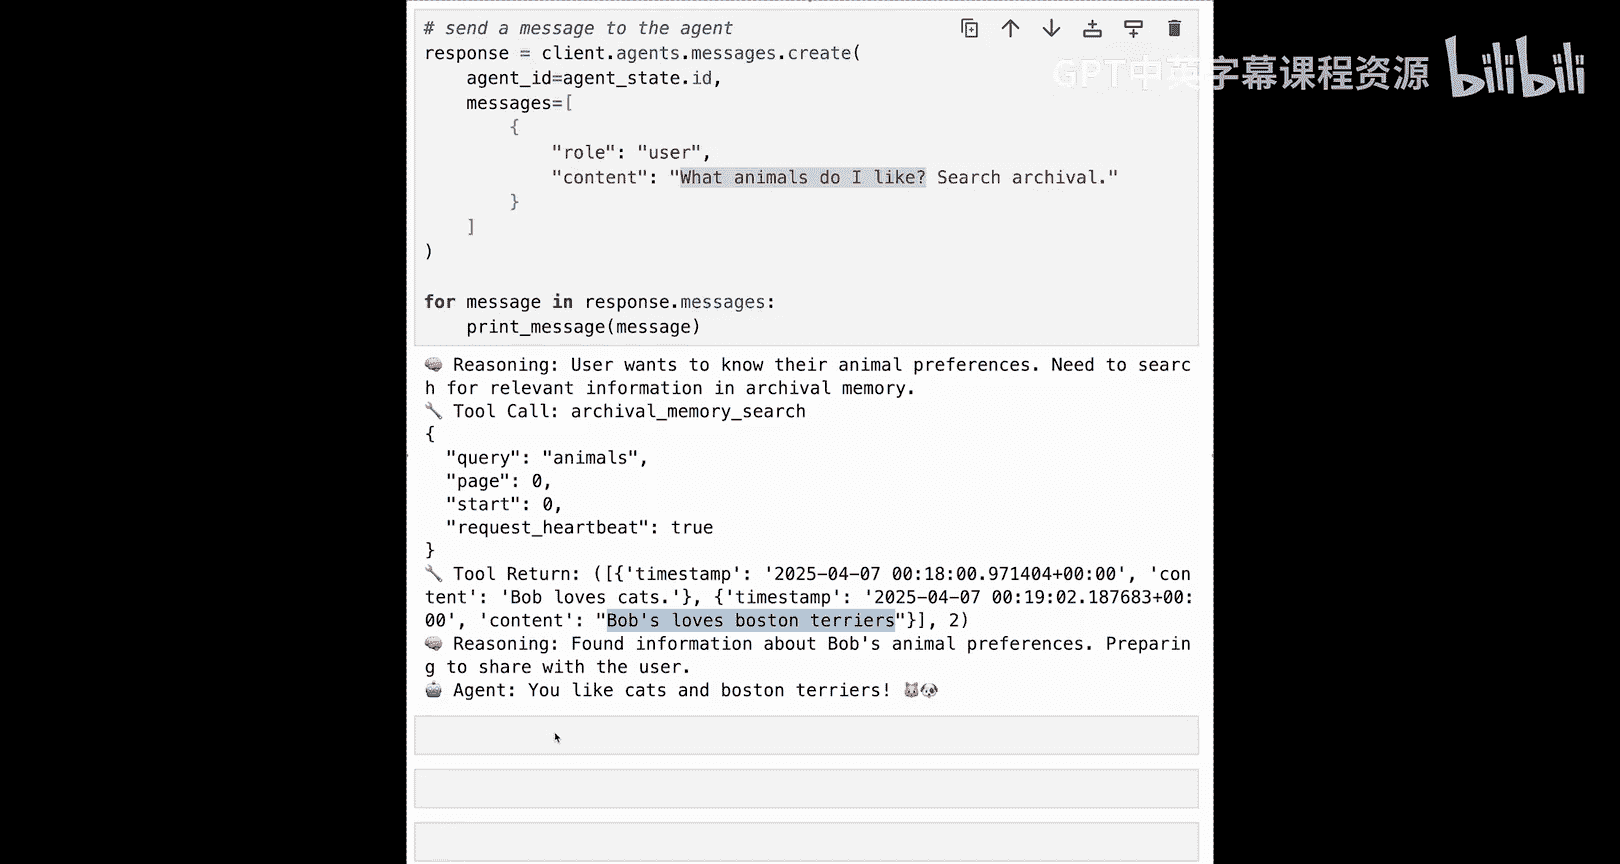 # send a message to the agent
response = client.agents.messages.create(
    agent_id=agent_state.id,
    messages=[
        {
            "role": "user",
            "content": "What animals do I like? Search archival."
        }
    ]
)
for message in response.messages:
    print_message(message)
GPT中英字幕课程资源 bilibili
🧠 Reasoning: User wants to know their animal preferences. Need to searc
h for relevant information in archival memory.
🔧 Tool Call: archival_memory_search
{
  "query": "animals",
  "page": 0,
  "start": 0,
  "request_heartbeat": true
}
🔧 Tool Return: ([{'timestamp': '2025-04-07 00:18:00.971404+00:00', 'con
tent': 'Bob loves cats.'}, {'timestamp': '2025-04-07 00:19:02.187683+00:
00', 'content': "Bob's loves boston terriers"}], 2)
🧠 Reasoning: Found information about Bob's animal preferences. Preparin
g to share with the user.
🤖 Agent: You like cats and boston terriers! 🐱🐶